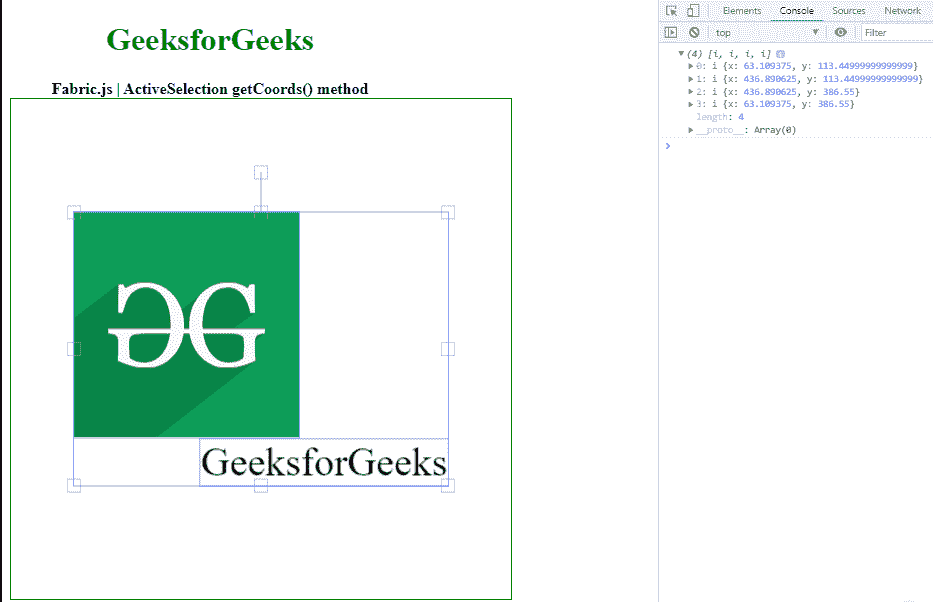 GeeksforGeeks
Fabric.js | ActiveSelection getCoords() method
GeeksforGeeks
Elements Console Sources Network
top ▼ Filter
▼(4) [i, i, i, i]
▶0: i {x: 63.109375, y: 113.44999999999999}
▶1: i {x: 436.890625, y: 113.44999999999999}
▶2: i {x: 436.890625, y: 386.55}
▶3: i {x: 63.109375, y: 386.55}
length: 4
▶__proto__: Array(0)